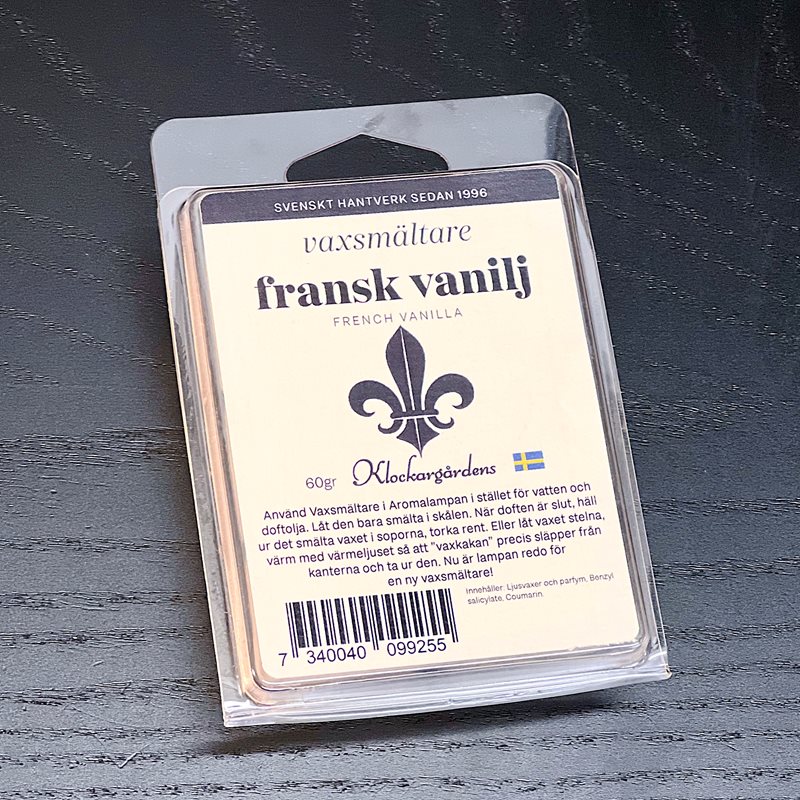 SVENSKT HANTVERK SEDAN 1996
vaxsmältare
fransk vanilj
FRENCH VANILLA
60gr Klockargårdens
Använd Vaxsmältare i Aromalampan i stället för vatten och
doftolja. Låt den bara smälta i skålen. När doften är slut, häll
ur det smälta vaxet i soporna, torka rent. Eller låt vaxet stelna,
värm med värmeljuset så att "vaxkakan" precis släpper från
kanterna och ta ur den. Nu är lampan redo för
en ny vaxsmältare!
Innehåller: Ljusvaxer och parfym, Benzyl
salicylate, Coumarin.
7 340040 099255